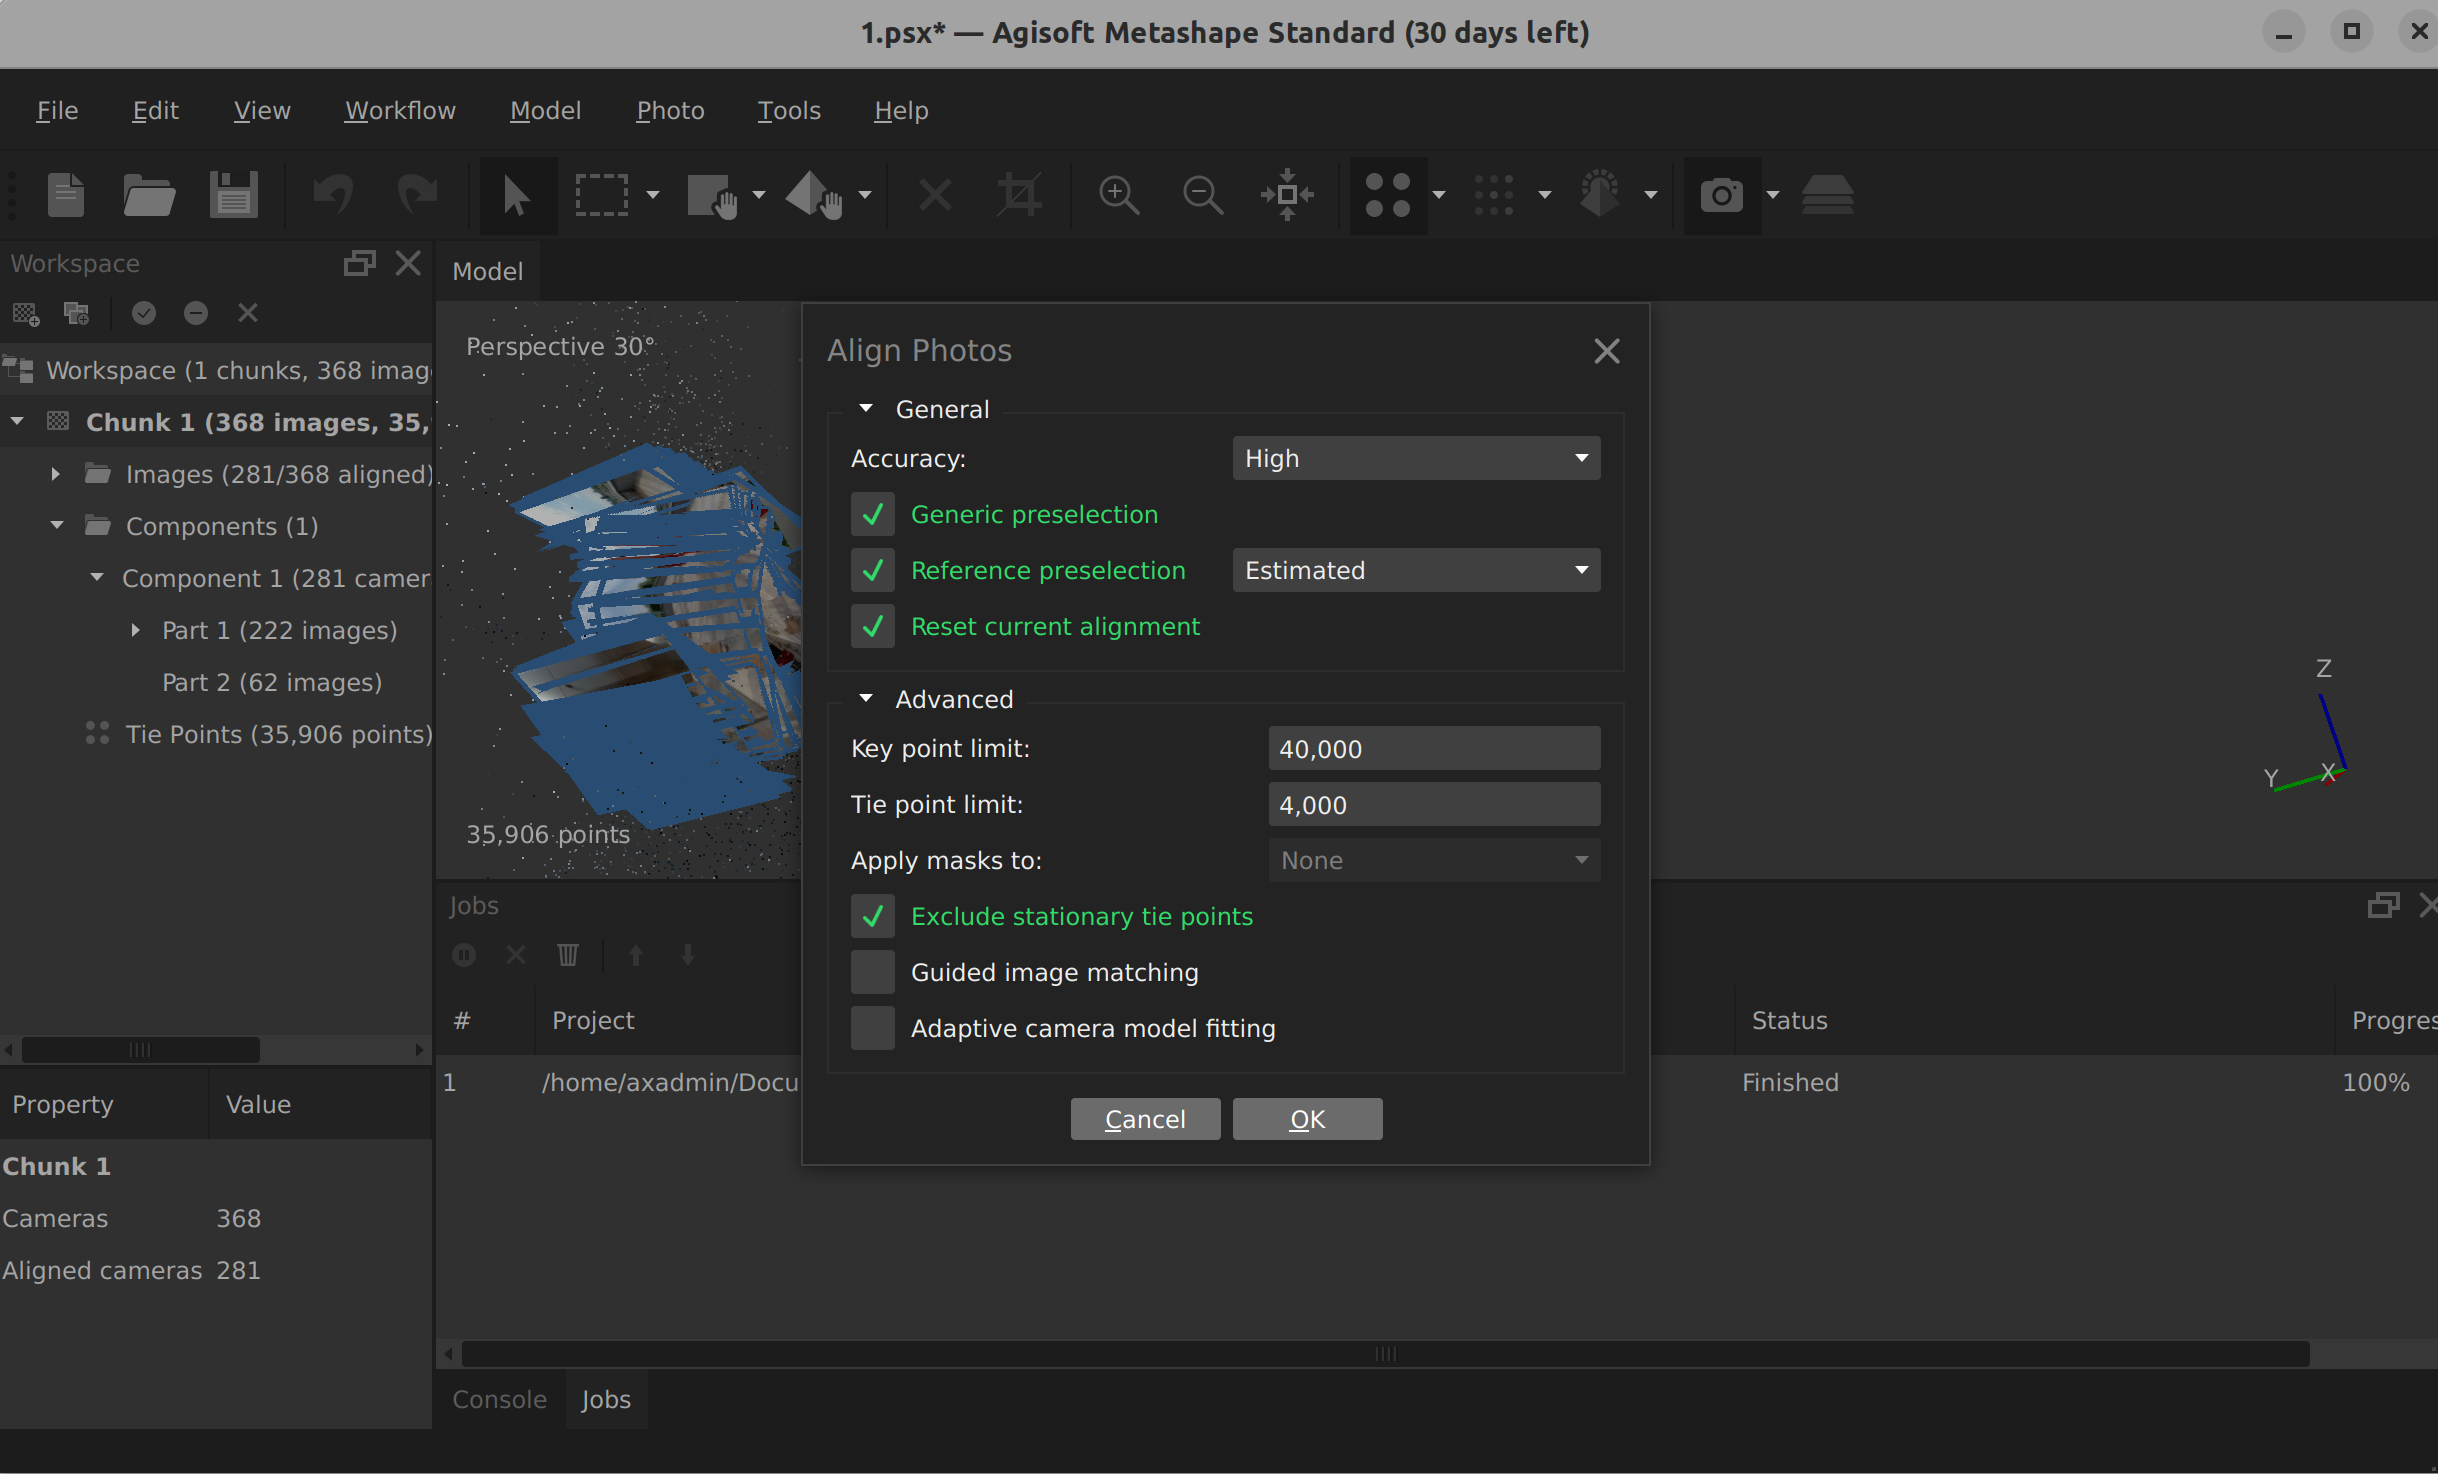 1.psx* — Agisoft Metashape Standard (30 days left)
File Edit View Workflow Model Photo Tools Help
Workspace
Workspace (1 chunks, 368 imag
Chunk 1 (368 images, 35,
Images (281/368 aligned)
Components (1)
Component 1 (281 camer
Part 1 (222 images)
Part 2 (62 images)
Tie Points (35,906 points)
Property Value
Chunk 1
Cameras 368
Aligned cameras 281
Model
Perspective 30°
35,906 points
Z
Y
X
Align Photos
General
Accuracy: High
Generic preselection
Reference preselection Estimated
Reset current alignment
Advanced
Key point limit: 40,000
Tie point limit: 4,000
Apply masks to: None
Exclude stationary tie points
Guided image matching
Adaptive camera model fitting
Cancel OK
Jobs
# Project Status Progres
1 /home/axadmin/Docu Finished 100%
Console Jobs